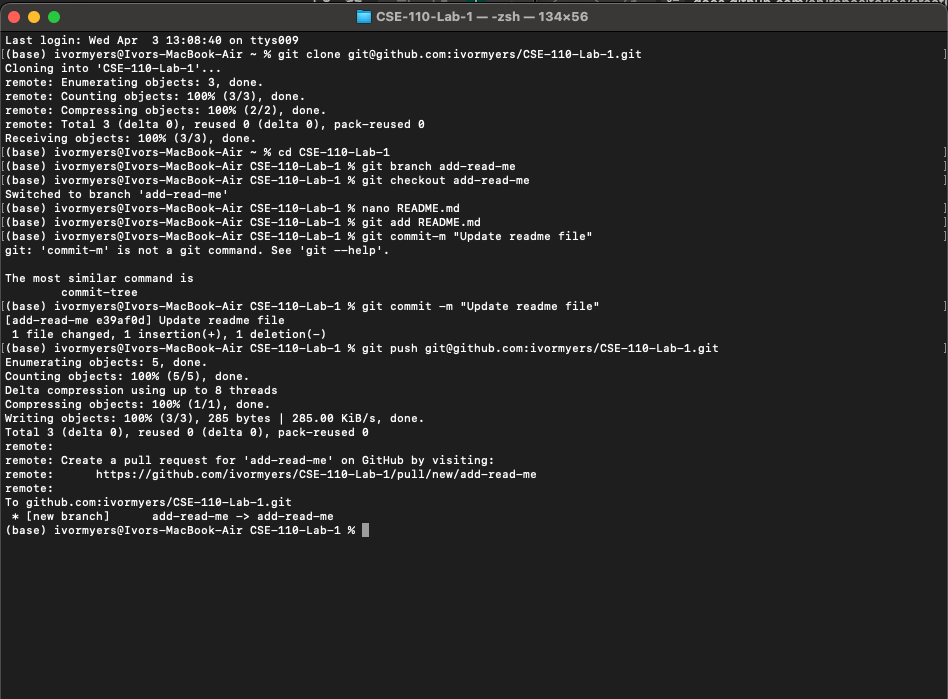 CSE-110-Lab-1 — -zsh — 134×56
Last login: Wed Apr  3 13:08:40 on ttys009
[(base) ivormyers@Ivors-MacBook-Air ~ % git clone git@github.com:ivormyers/CSE-110-Lab-1.git ]
Cloning into 'CSE-110-Lab-1'...
remote: Enumerating objects: 3, done.
remote: Counting objects: 100% (3/3), done.
remote: Compressing objects: 100% (2/2), done.
remote: Total 3 (delta 0), reused 0 (delta 0), pack-reused 0
Receiving objects: 100% (3/3), done.
[(base) ivormyers@Ivors-MacBook-Air ~ % cd CSE-110-Lab-1 ]
[(base) ivormyers@Ivors-MacBook-Air CSE-110-Lab-1 % git branch add-read-me ]
[(base) ivormyers@Ivors-MacBook-Air CSE-110-Lab-1 % git checkout add-read-me ]
Switched to branch 'add-read-me'
[(base) ivormyers@Ivors-MacBook-Air CSE-110-Lab-1 % nano README.md ]
[(base) ivormyers@Ivors-MacBook-Air CSE-110-Lab-1 % git add README.md ]
[(base) ivormyers@Ivors-MacBook-Air CSE-110-Lab-1 % git commit-m "Update readme file" ]
git: 'commit-m' is not a git command. See 'git --help'.

The most similar command is
        commit-tree
[(base) ivormyers@Ivors-MacBook-Air CSE-110-Lab-1 % git commit -m "Update readme file" ]
[add-read-me e39af0d] Update readme file
 1 file changed, 1 insertion(+), 1 deletion(-)
[(base) ivormyers@Ivors-MacBook-Air CSE-110-Lab-1 % git push git@github.com:ivormyers/CSE-110-Lab-1.git ]
Enumerating objects: 5, done.
Counting objects: 100% (5/5), done.
Delta compression using up to 8 threads
Compressing objects: 100% (1/1), done.
Writing objects: 100% (3/3), 285 bytes | 285.00 KiB/s, done.
Total 3 (delta 0), reused 0 (delta 0), pack-reused 0
remote:
remote: Create a pull request for 'add-read-me' on GitHub by visiting:
remote:      https://github.com/ivormyers/CSE-110-Lab-1/pull/new/add-read-me
remote:
To github.com:ivormyers/CSE-110-Lab-1.git
 * [new branch]      add-read-me -> add-read-me
(base) ivormyers@Ivors-MacBook-Air CSE-110-Lab-1 %